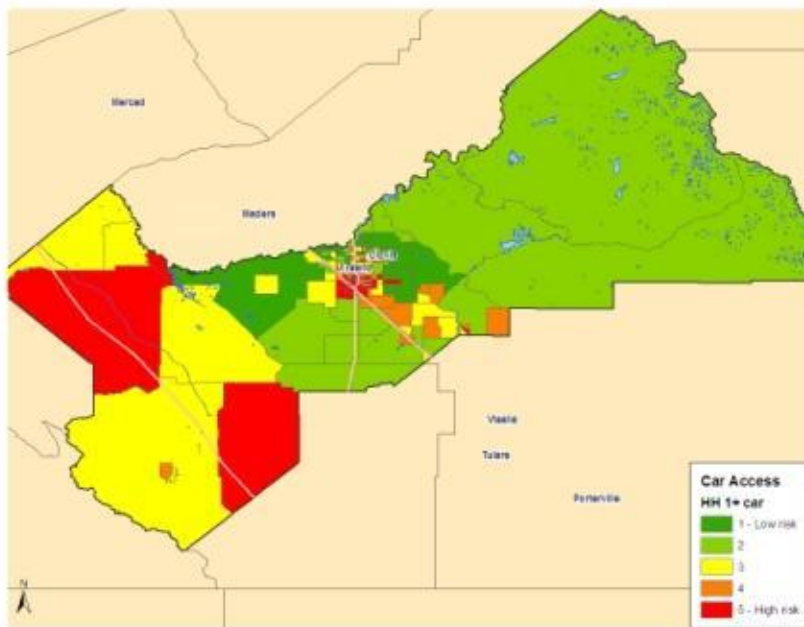 Merced
Madera
Clovis
Fresno
Visalia
Tulare
Porterville
Car Access
HH 1+ car
1 - Low risk
2
3
4
5 - High risk
N